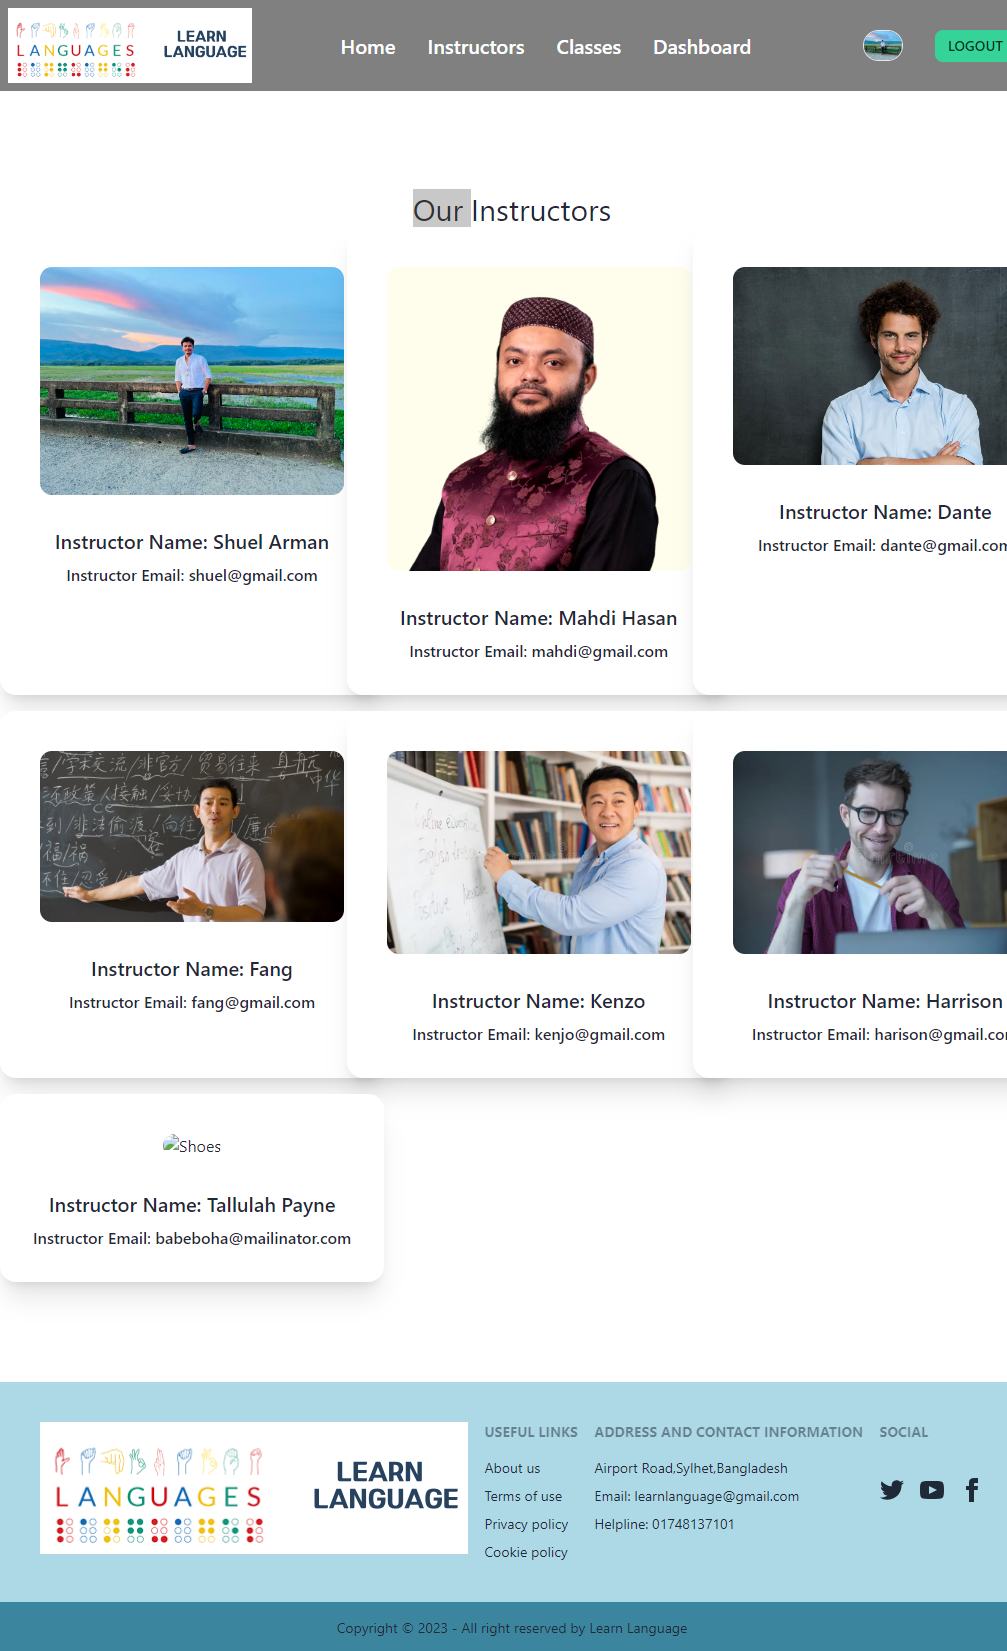 LANGUAGES
LEARN
LANGUAGE
Home Instructors Classes Dashboard
LOGOUT
Our Instructors
Instructor Name: Shuel Arman
Instructor Email: shuel@gmail.com
Instructor Name: Mahdi Hasan
Instructor Email: mahdi@gmail.com
Instructor Name: Dante
Instructor Email: dante@gmail.com
Instructor Name: Fang
Instructor Email: fang@gmail.com
Instructor Name: Kenzo
Instructor Email: kenjo@gmail.com
Instructor Name: Harrison
Instructor Email: harison@gmail.com
Shoes
Instructor Name: Tallulah Payne
Instructor Email: babeboha@mailinator.com
LANGUAGES
LEARN
LANGUAGE
USEFUL LINKS
About us
Terms of use
Privacy policy
Cookie policy
ADDRESS AND CONTACT INFORMATION
Airport Road,Sylhet,Bangladesh
Email: learnlanguage@gmail.com
Helpline: 01748137101
SOCIAL
Copyright © 2023 - All right reserved by Learn Language